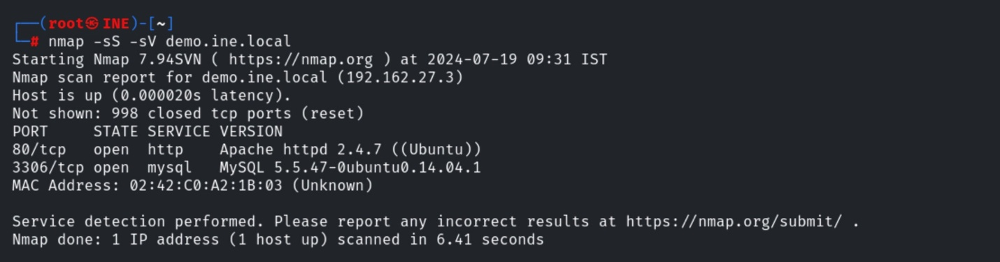 ┌──(root㉿INE)-[~]
└─# nmap -sS -sV demo.ine.local
Starting Nmap 7.94SVN ( https://nmap.org ) at 2024-07-19 09:31 IST
Nmap scan report for demo.ine.local (192.162.27.3)
Host is up (0.000020s latency).
Not shown: 998 closed tcp ports (reset)
PORT     STATE SERVICE VERSION
80/tcp   open  http    Apache httpd 2.4.7 ((Ubuntu))
3306/tcp open  mysql   MySQL 5.5.47-0ubuntu0.14.04.1
MAC Address: 02:42:C0:A2:1B:03 (Unknown)
Service detection performed. Please report any incorrect results at https://nmap.org/submit/ .
Nmap done: 1 IP address (1 host up) scanned in 6.41 seconds